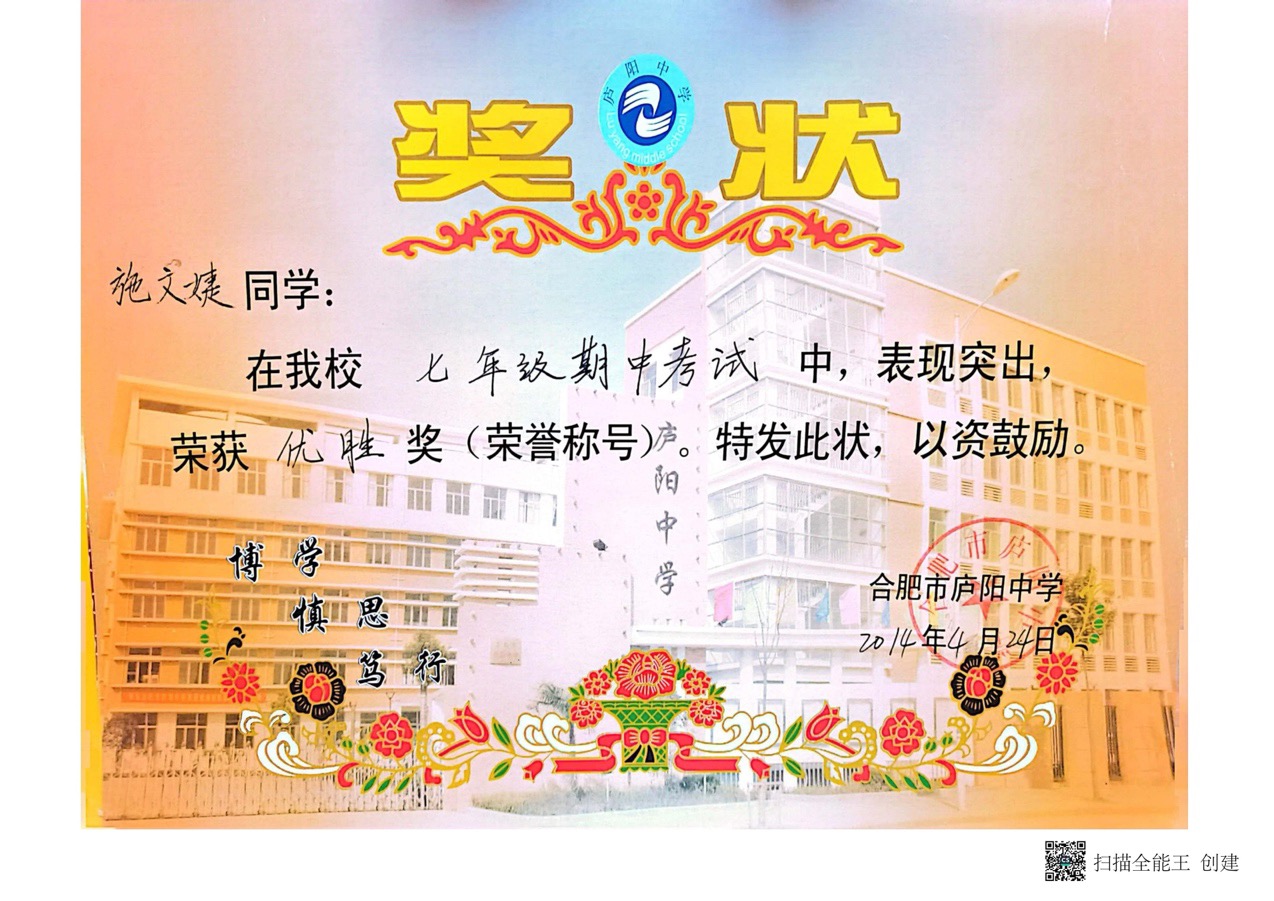 庐阳中学
Lu yang middle school
奖状
施文婕同学：
在我校 七年级期中考试 中，表现突出，
荣获 优胜 奖（荣誉称号）。特发此状，以资鼓励。
庐阳中学
博学
慎思
笃行
合肥市庐阳中学
2014年4月24日
扫描全能王 创建